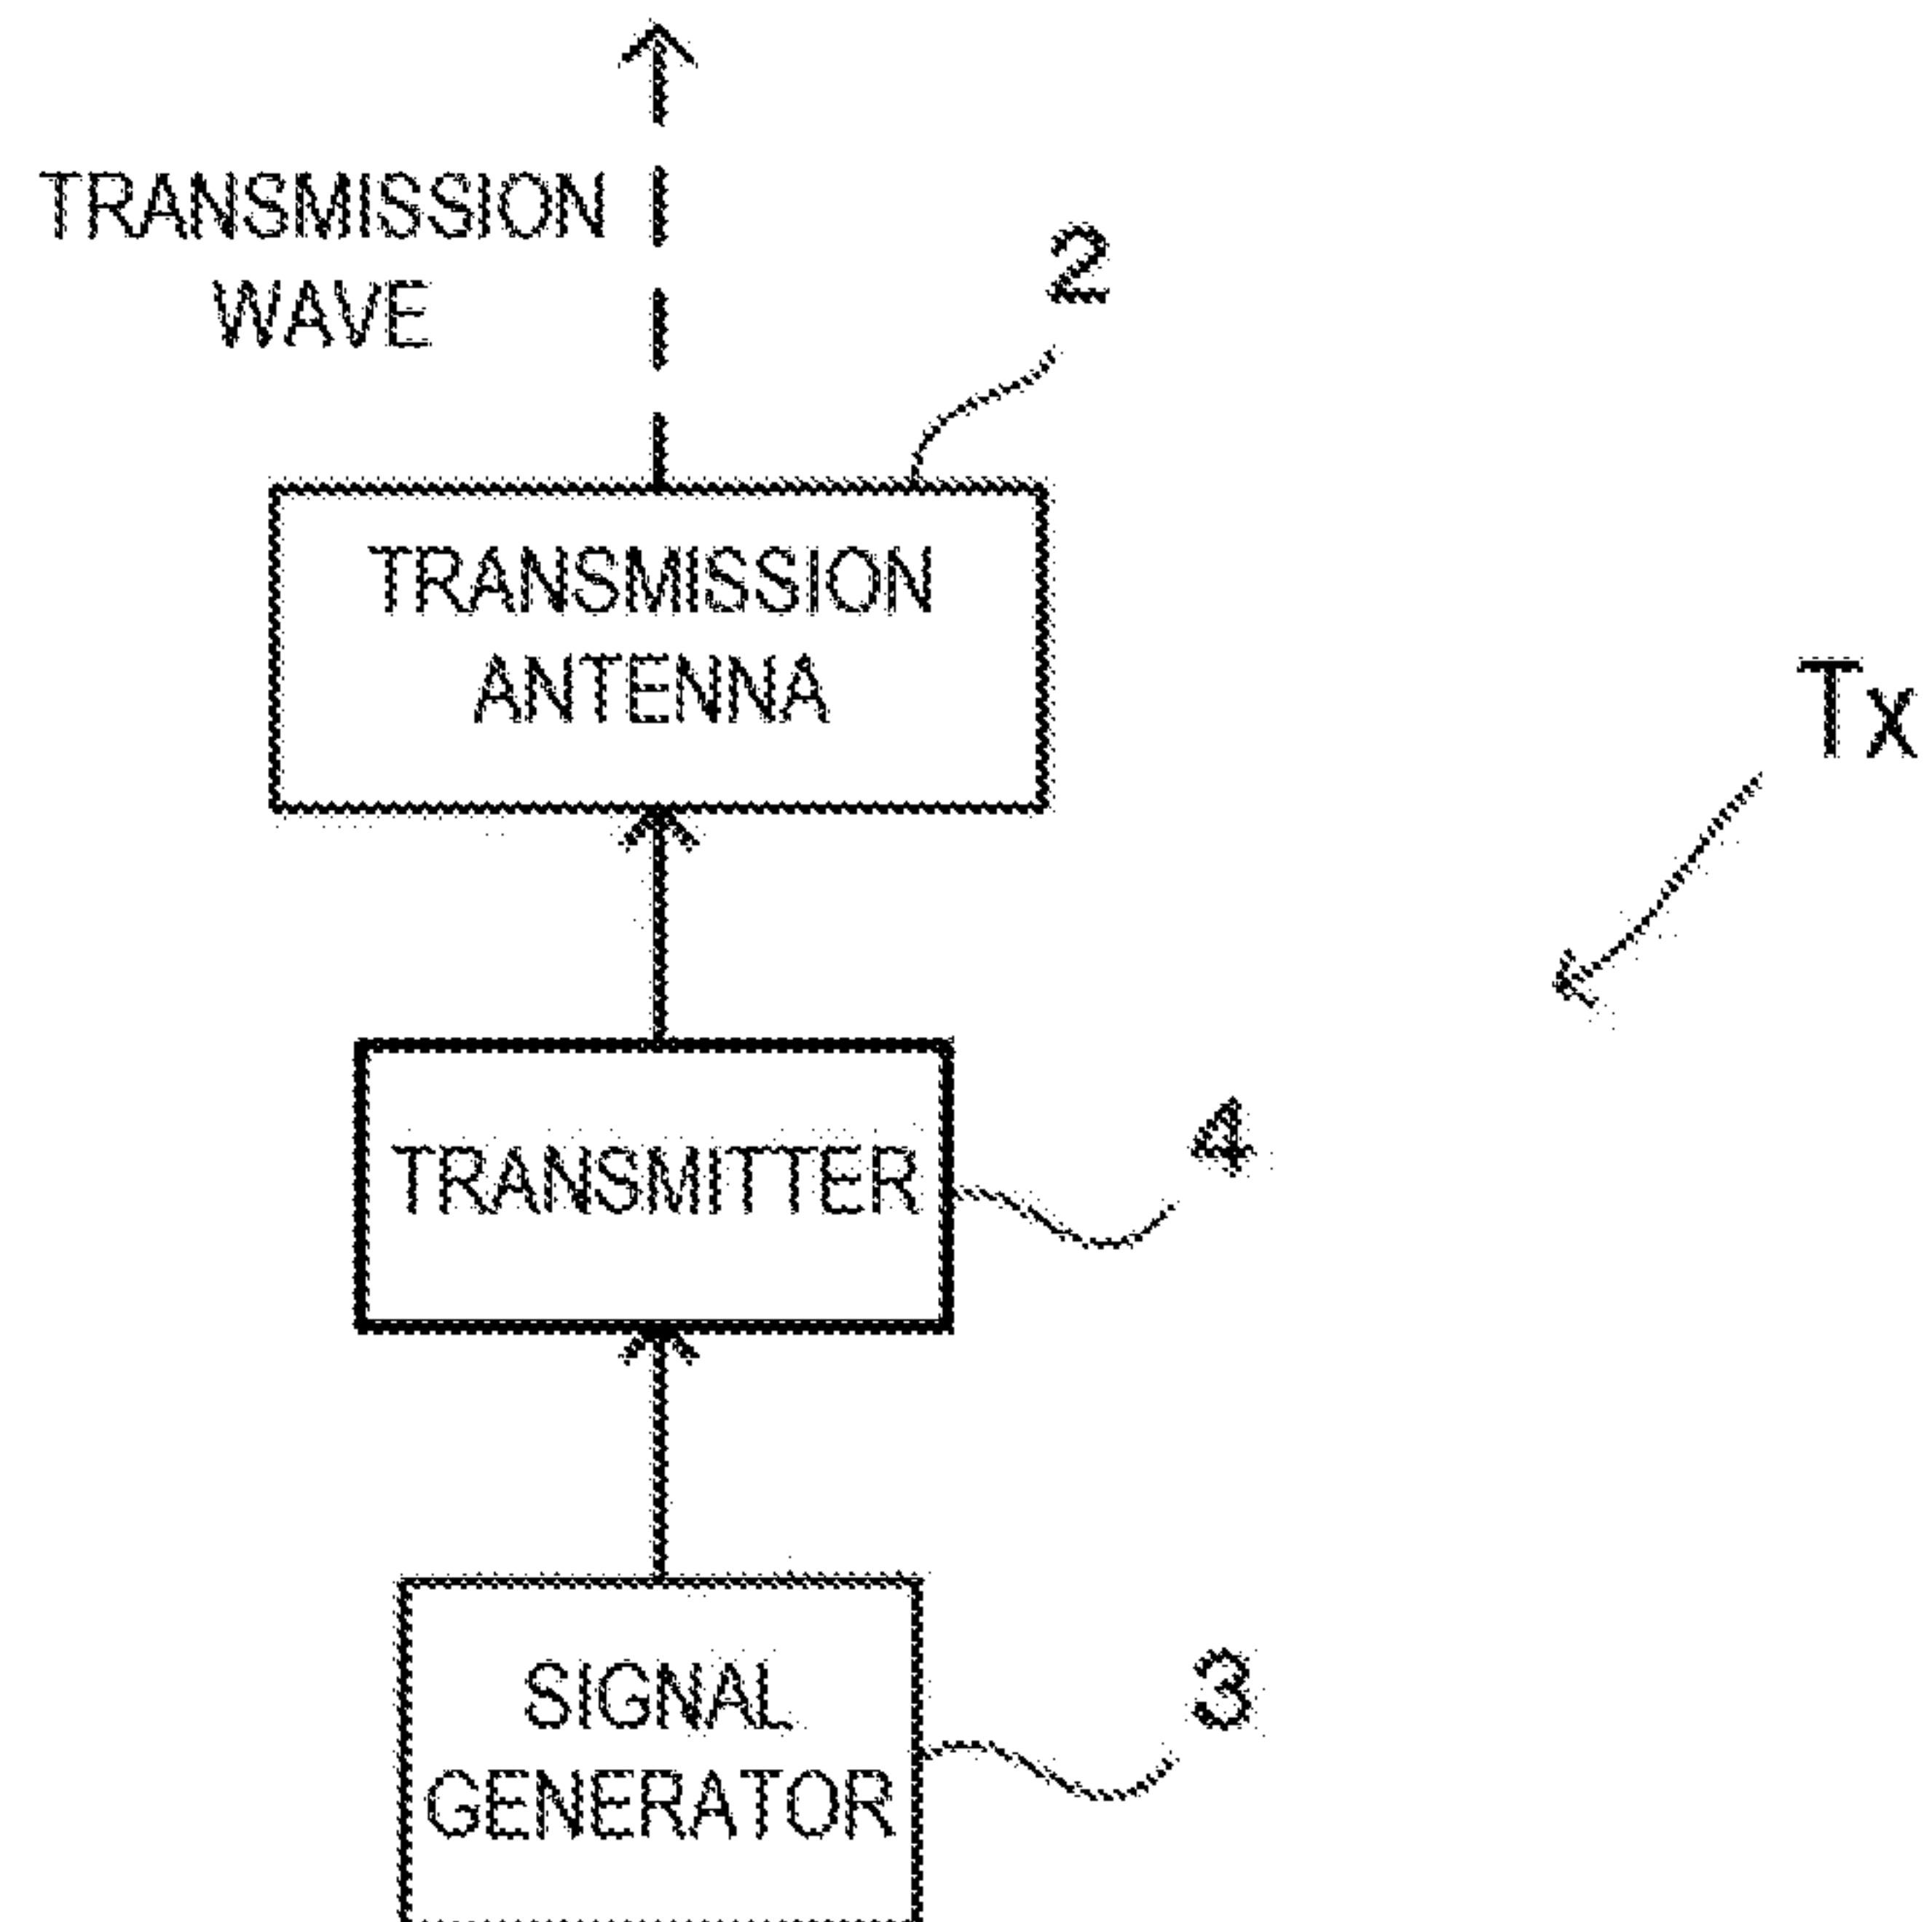 TRANSMISSION
WAVE
2
TRANSMISSION
ANTENNA
Tx
TRANSMITTER
4
SIGNAL
GENERATOR
3